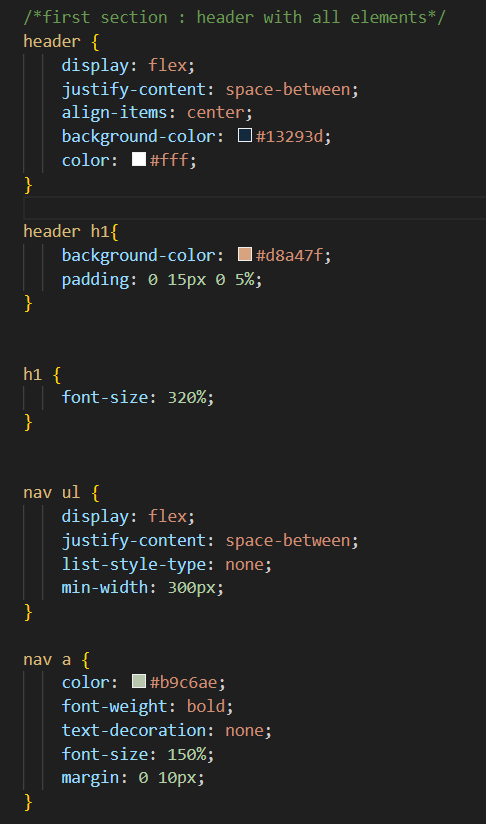 /*first section : header with all elements*/
header {
    display: flex;
    justify-content: space-between;
    align-items: center;
    background-color: #13293d;
    color: #fff;
}
header h1{
    background-color: #d8a47f;
    padding: 0 15px 0 5%;
}
h1 {
    font-size: 320%;
}
nav ul {
    display: flex;
    justify-content: space-between;
    list-style-type: none;
    min-width: 300px;
}
nav a {
    color: #b9c6ae;
    font-weight: bold;
    text-decoration: none;
    font-size: 150%;
    margin: 0 10px;
}